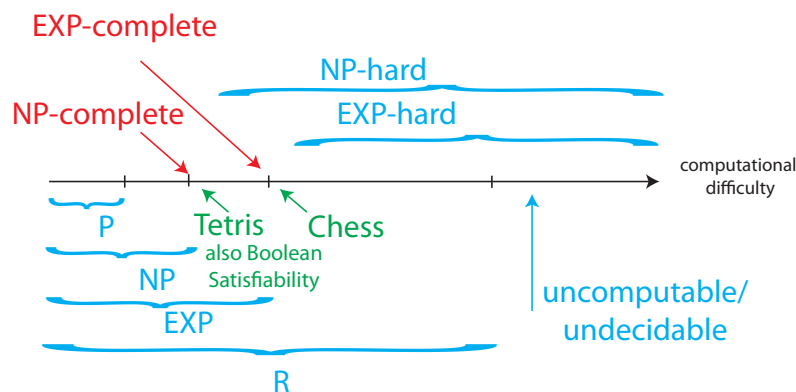 EXP-complete
NP-hard
NP-complete
EXP-hard
computational
difficulty
P
Tetris
also Boolean
Satisfiability
Chess
NP
EXP
uncomputable/
undecidable
R